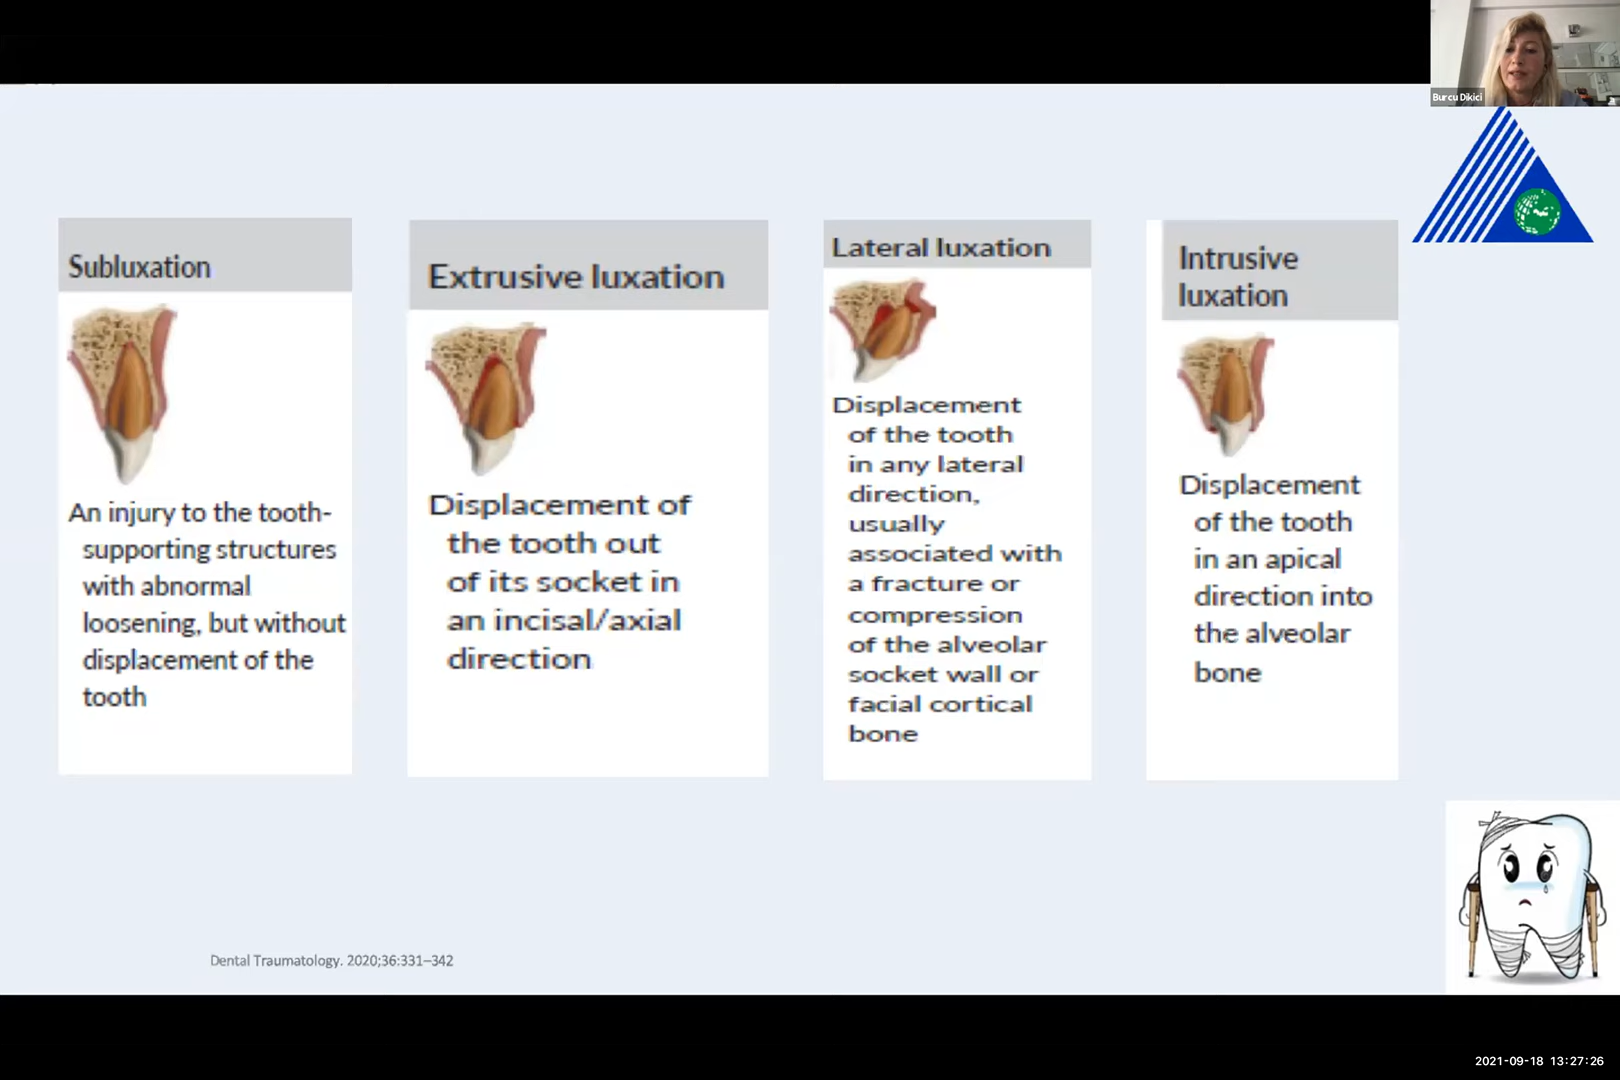 Burcu Dikici
Subluxation
An injury to the tooth-
supporting structures
with abnormal
loosening, but without
displacement of the
tooth
Extrusive luxation
Displacement of
the tooth out
of its socket in
an incisal/axial
direction
Lateral luxation
Displacement
of the tooth
in any lateral
direction,
usually
associated with
a fracture or
compression
of the alveolar
socket wall or
facial cortical
bone
Intrusive
luxation
Displacement
of the tooth
in an apical
direction into
the alveolar
bone
Dental Traumatology. 2020;36:331–342
2021-09-18 13:27:26